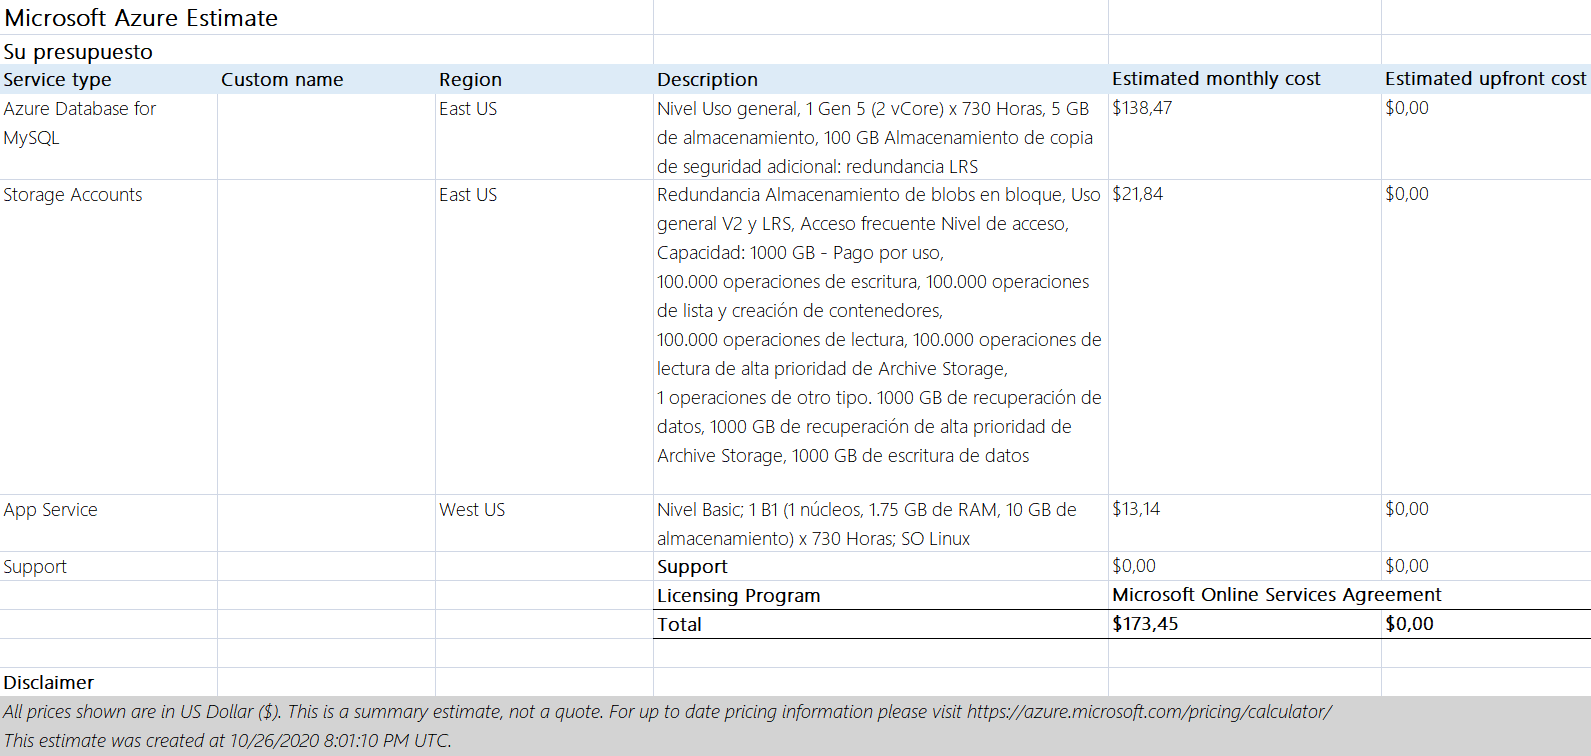 Microsoft Azure Estimate
Su presupuesto
Service type Custom name Region Description Estimated monthly cost Estimated upfront cost
Azure Database for East US Nivel Uso general, 1 Gen 5 (2 vCore) x 730 Horas, 5 GB $138,47 $0,00
MySQL de almacenamiento, 100 GB Almacenamiento de copia
de seguridad adicional: redundancia LRS
Storage Accounts East US Redundancia Almacenamiento de blobs en bloque, Uso $21,84 $0,00
general V2 y LRS, Acceso frecuente Nivel de acceso,
Capacidad: 1000 GB - Pago por uso,
100.000 operaciones de escritura, 100.000 operaciones
de lista y creación de contenedores,
100.000 operaciones de lectura, 100.000 operaciones de
lectura de alta prioridad de Archive Storage,
1 operaciones de otro tipo. 1000 GB de recuperación de
datos, 1000 GB de recuperación de alta prioridad de
Archive Storage, 1000 GB de escritura de datos
App Service West US Nivel Basic; 1 B1 (1 núcleos, 1.75 GB de RAM, 10 GB de $13,14 $0,00
almacenamiento) x 730 Horas; SO Linux
Support Support $0,00 $0,00
Licensing Program Microsoft Online Services Agreement
Total $173,45 $0,00
Disclaimer
All prices shown are in US Dollar ($). This is a summary estimate, not a quote. For up to date pricing information please visit https://azure.microsoft.com/pricing/calculator/
This estimate was created at 10/26/2020 8:01:10 PM UTC.